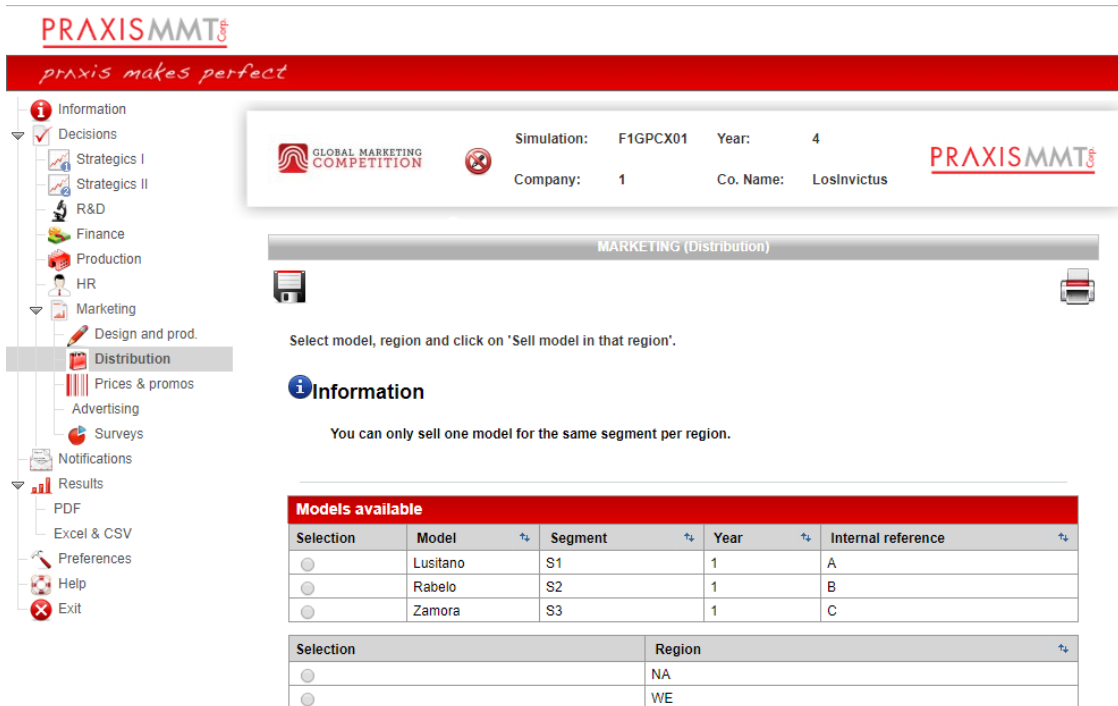 PRAXISMMT Corp.
praxis makes perfect
Information
Decisions
Strategics I
Strategics II
R&D
Finance
Production
HR
Marketing
Design and prod.
Distribution
Prices & promos
Advertising
Surveys
Notifications
Results
PDF
Excel & CSV
Preferences
Help
Exit
GLOBAL MARKETING
COMPETITION
Simulation: F1GPCX01 Year: 4
Company: 1 Co. Name: LosInvictus
PRAXISMMT Corp.
MARKETING (Distribution)
Select model, region and click on 'Sell model in that region'.
Information
You can only sell one model for the same segment per region.
Models available
Selection Model Segment Year Internal reference
Lusitano S1 1 A
Rabelo S2 1 B
Zamora S3 1 C
Selection Region
NA
WE